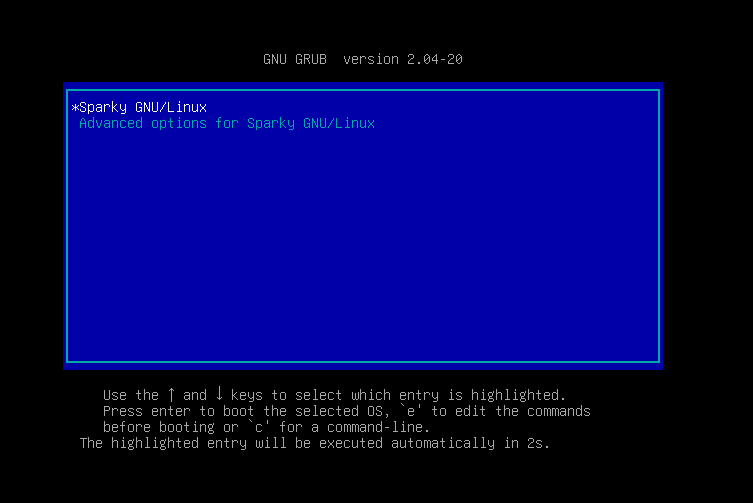 GNU GRUB  version 2.04-20
*Sparky GNU/Linux
Advanced options for Sparky GNU/Linux
Use the ↑ and ↓ keys to select which entry is highlighted.
Press enter to boot the selected OS, `e' to edit the commands
before booting or `c' for a command-line.
The highlighted entry will be executed automatically in 2s.